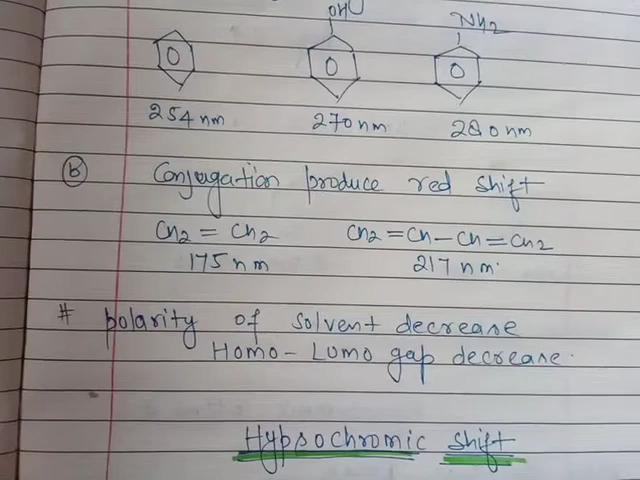 OH NH2
254 nm 270 nm 280 nm
(B) Conjugation produce red shift
CH2 = CH2 CH2 = CH - CH = CH2
175 nm 217 nm.
# polarity of solvent decrease
Homo - Lumo gap decrease.
Hypsochromic shift